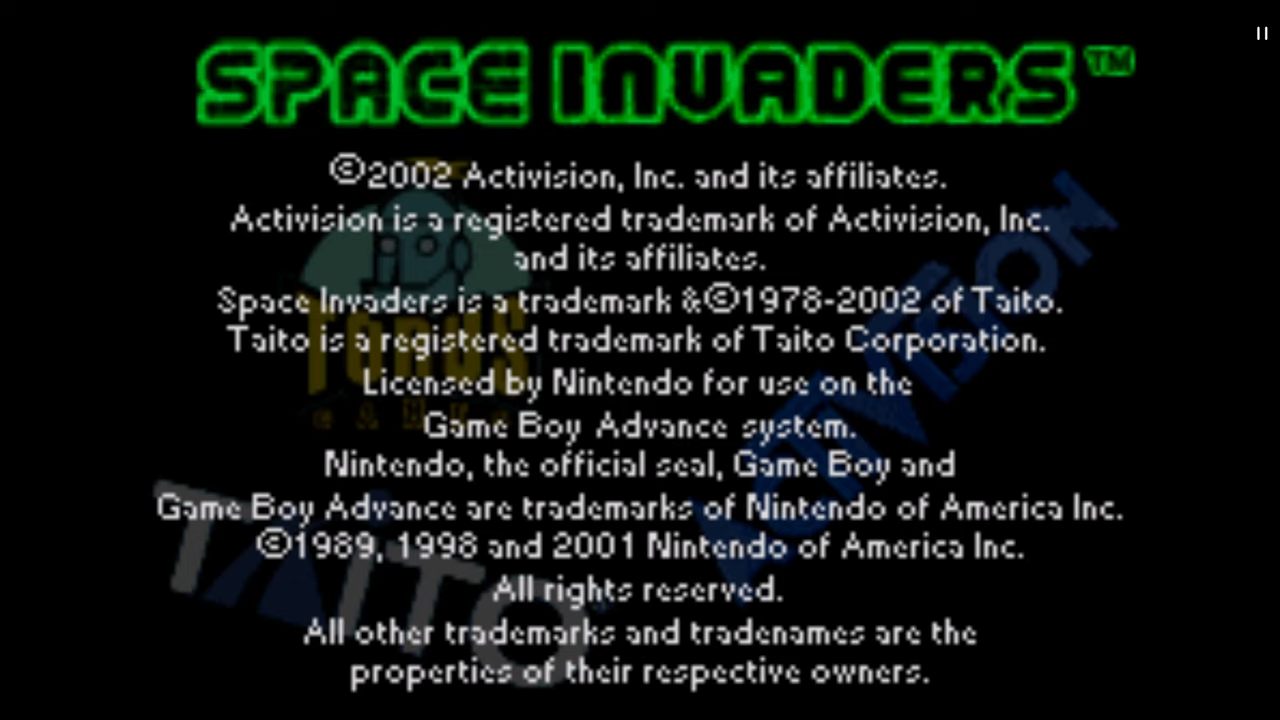 SPACE INVADERS™
©2002 Activision, Inc. and its affiliates.
Activision is a registered trademark of Activision, Inc.
and its affiliates.
Space Invaders is a trademark &©1978-2002 of Taito.
Taito is a registered trademark of Taito Corporation.
Licensed by Nintendo for use on the
Game Boy Advance system.
Nintendo, the official seal, Game Boy and
Game Boy Advance are trademarks of Nintendo of America Inc.
©1989, 1998 and 2001 Nintendo of America Inc.
All rights reserved.
All other trademarks and tradenames are the
properties of their respective owners.
TORUS
GAMES
ACTIVISION
TAITO